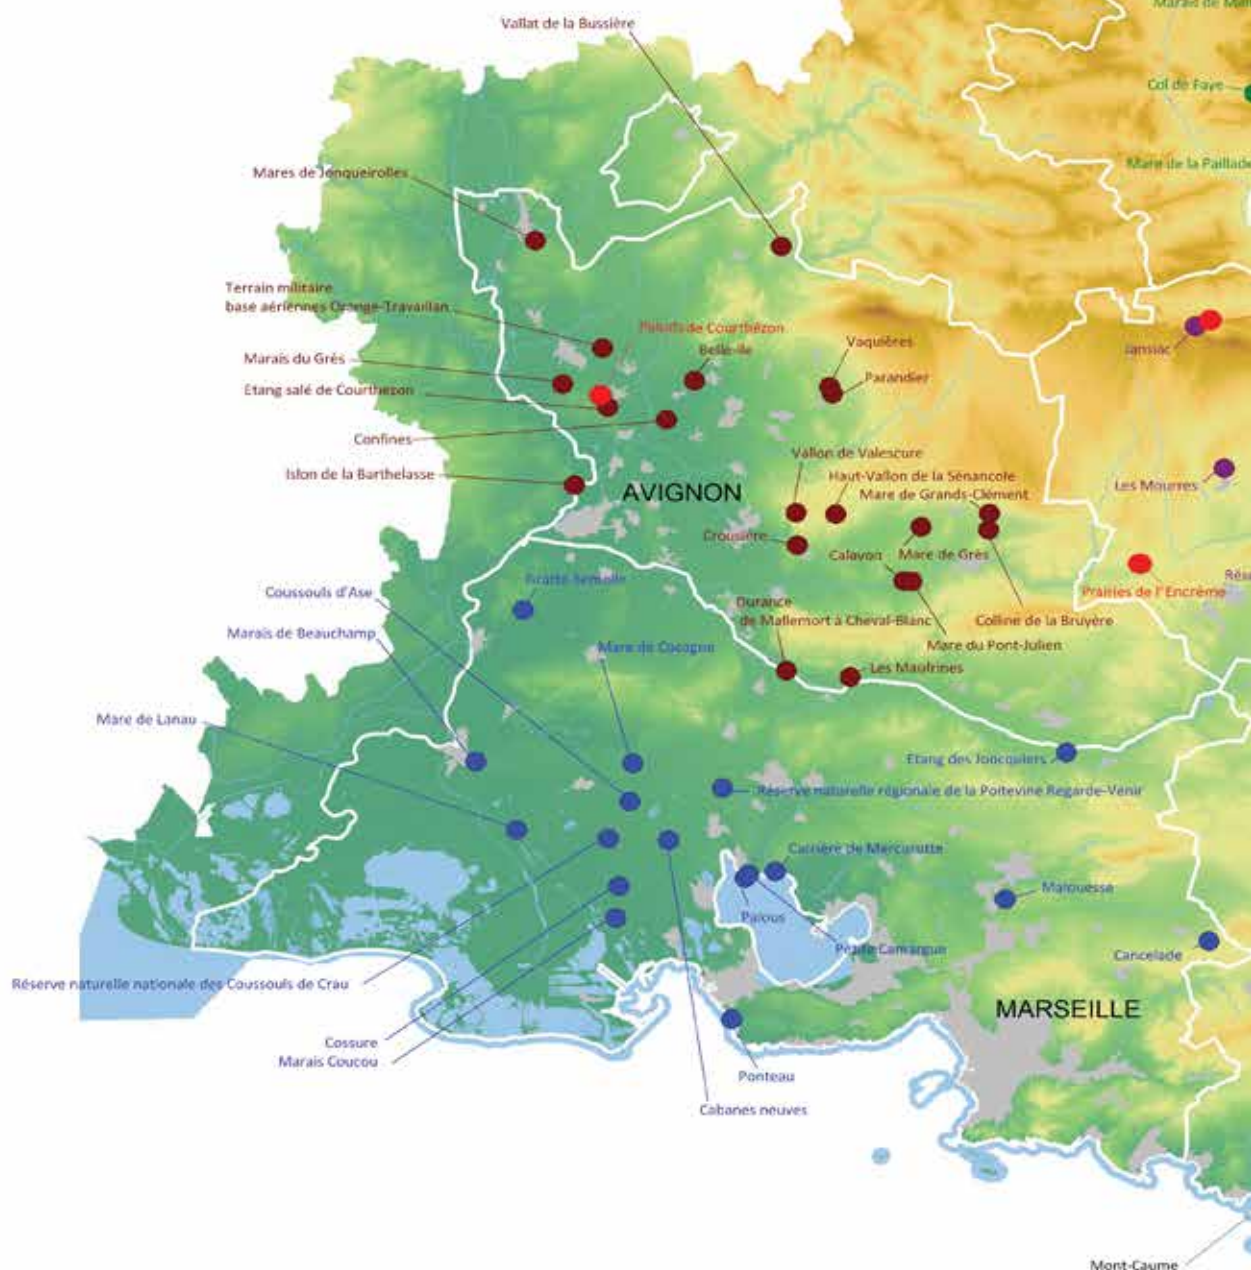 Vallat de la Bussière
Col de Faye
Mare de la Paillade
Mares de Jonqueirolles
Terrain militaire
base aériennes Orange-Travaillan
Paluds de Courthézon
Belle-Ile
Vaquières
Parandier
Jansiac
Marais du Grès
Etang salé de Courthézon
Confines
Islon de la Barthelasse
Vallon de Valescure
Haut-Vallon de la Sénancole
Mare de Grands-Clément
Les Mourres
AVIGNON
Crousière
Calavon
Mare de Grès
Prairies de l'Encrème
Coussouls d'Ase
Durance
de Mallemort à Cheval-Blanc
Colline de la Bruyère
Marais de Beauchamp
Mare du Pont-Julien
Mare de Cocagne
Les Maufrines
Mare de Lanau
Etang des Joncquiers
Réserve naturelle régionale de la Poitevine Regarde-Venir
Carrière de Mercurotte
Malouesse
Palous
Petite Camargue
Cancelade
Réserve naturelle nationale des Coussouls de Crau
MARSEILLE
Cossure
Marais Coucou
Ponteau
Cabanes neuves
Mont-Caume